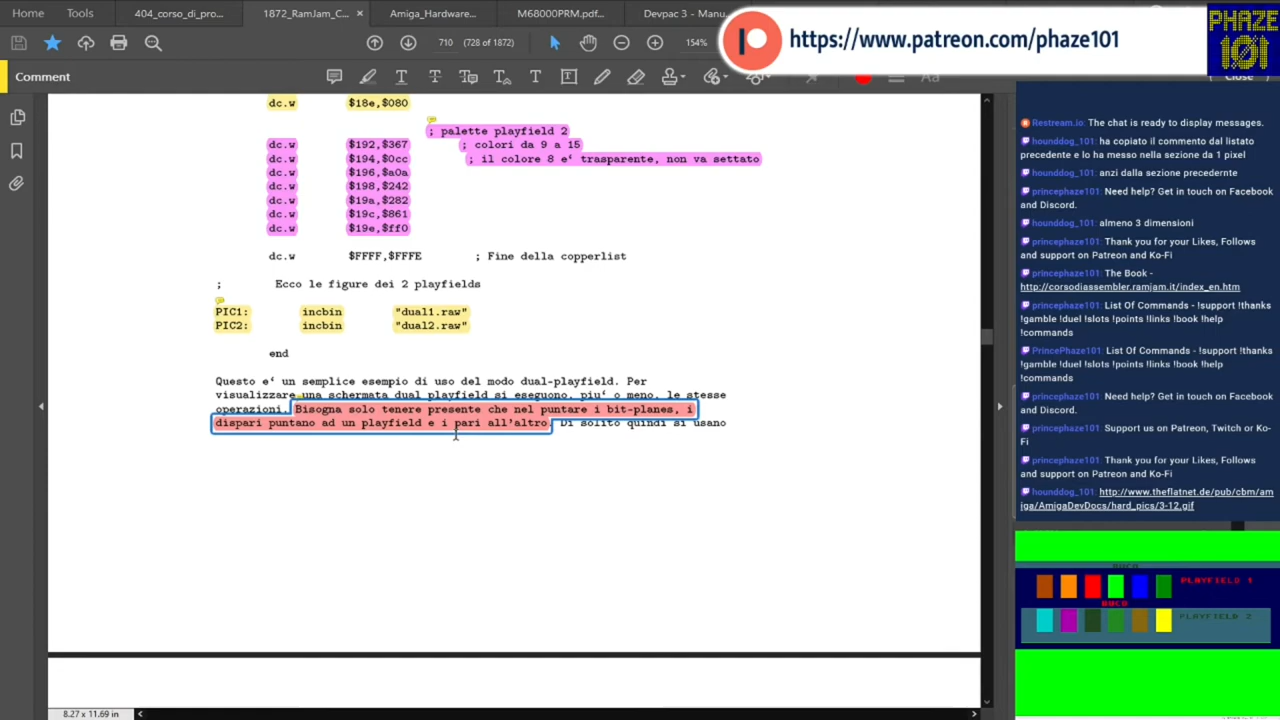 Home
Tools
404_corso_di_pro...
1872_RamJam_C...
Amiga_Hardware...
M68000PRM.pdf...
Devpac 3 - Manu...
https://www.patreon.com/phaze101
PHAZE
101
710
(728 of 1872)
154%
Comment
Close
dc.w $18e,$080
; palette playfield 2
dc.w $192,$367 ; colori da 9 a 15
dc.w $194,$0cc ; il colore 8 e‘ trasparente, non va settato
dc.w $196,$a0a
dc.w $198,$242
dc.w $19a,$282
dc.w $19c,$861
dc.w $19e,$ff0
dc.w $FFFF,$FFFE ; Fine della copperlist
; Ecco le figure dei 2 playfields
PIC1: incbin "dual1.raw"
PIC2: incbin "dual2.raw"
end
Questo e‘ un semplice esempio di uso del modo dual-playfield. Per
visualizzare una schermata dual playfield si eseguono, piu‘ o meno, le stesse
operazioni. Bisogna solo tenere presente che nel puntare i bit-planes, i
dispari puntano ad un playfield e i pari all’altro. Di solito quindi si usano
8.27 x 11.69 in
Restream.io: The chat is ready to display messages.
hounddog_101: ha copiato il commento dal listato
precedente e lo ha messo nella sezione da 1 pixel
hounddog_101: anzi dalla sezione precedernte
princephaze101: Need help? Get in touch on Facebook
and Discord.
hounddog_101: almeno 3 dimensioni
princephaze101: Thank you for your Likes, Follows
and support on Patreon and Ko-Fi
princephaze101: The Book -
http://corsodiassembler.ramjam.it/index_en.htm
princephaze101: List Of Commands - !support !thanks
!gamble !duel !slots !points !links !book !help
!commands
PrincePhaze101: List Of Commands - !support !thanks
!gamble !duel !slots !points !links !book !help
!commands
princephaze101: Need help? Get in touch on Facebook
and Discord.
princephaze101: Support us on Patreon, Twitch or Ko-
Fi
princephaze101: Thank you for your Likes, Follows
and support on Patreon and Ko-Fi
hounddog_101: http://www.theflatnet.de/pub/cbm/am
iga/AmigaDevDocs/hard_pics/3-12.gif
BUCO
PLAYFIELD 1
BUCO
PLAYFIELD 2